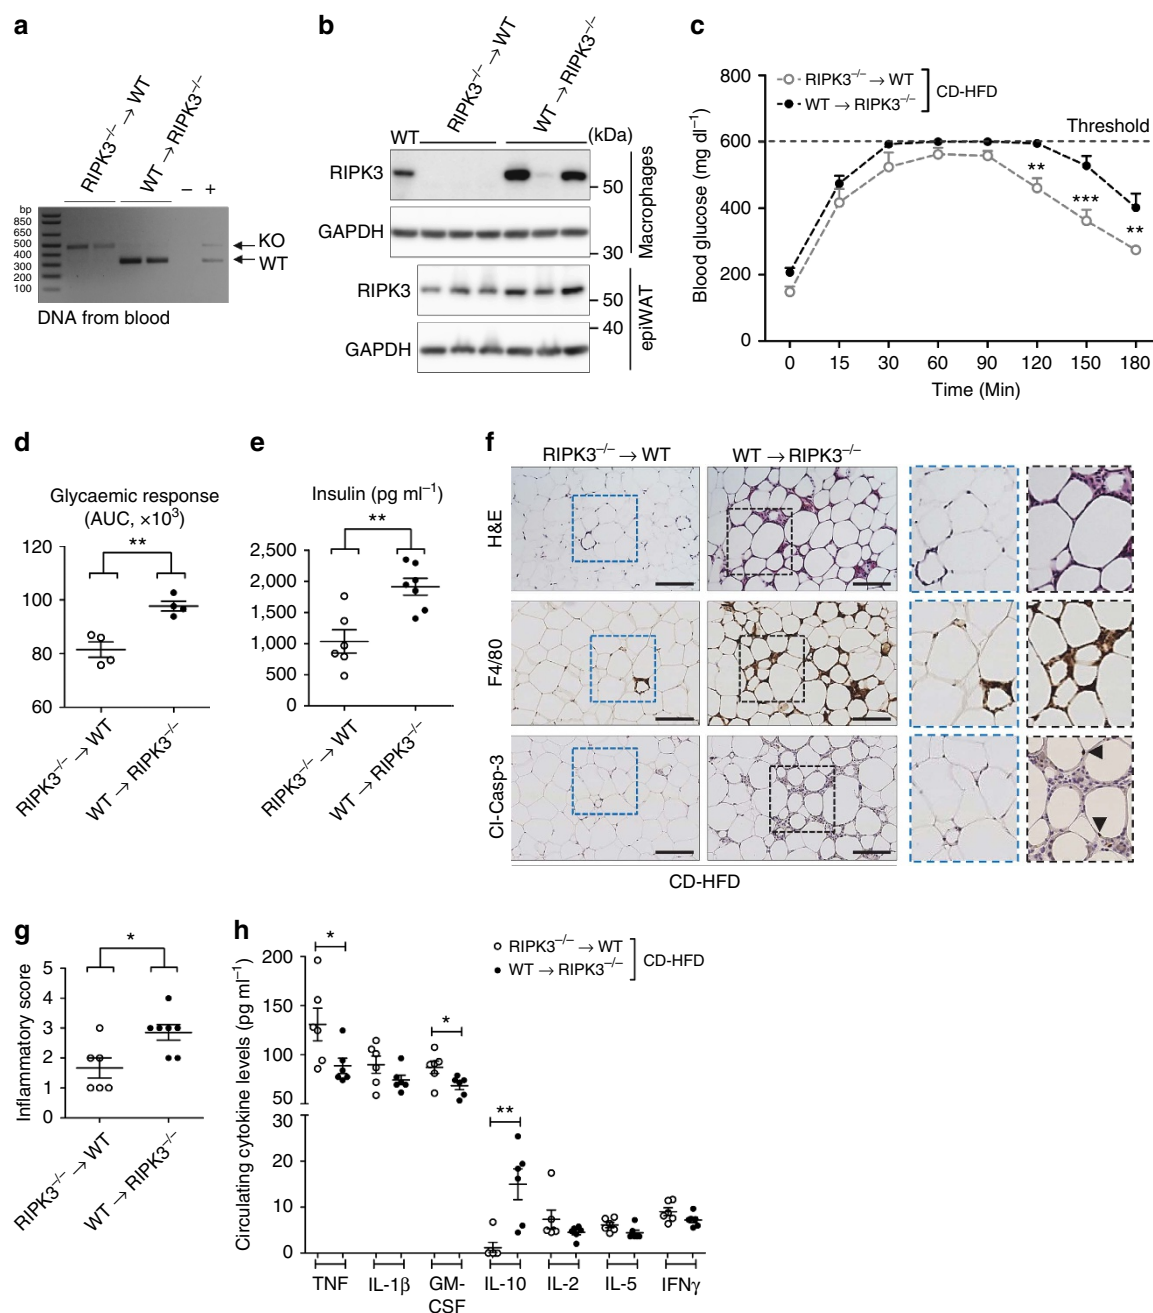 a
RIPK3–/– → WT
WT → RIPK3–/–
– +
bp
850
650
500
400
300
200
100
KO
WT
DNA from blood
b
WT
RIPK3–/– → WT
WT → RIPK3–/–
(kDa)
RIPK3
50
GAPDH
30
Macrophages
RIPK3
50
40
GAPDH
epiWAT
c
RIPK3–/– → WT
WT → RIPK3–/–
CD-HFD
Threshold
Blood glucose (mg dl–1)
800
600
400
200
0
**
***
**
0 15 30 60 90 120 150 180
Time (Min)
d
Glycaemic response
(AUC, ×10³)
**
120
100
80
60
RIPK3–/– → WT
WT → RIPK3–/–
e
Insulin (pg ml–1)
**
2,500
2,000
1,500
1,000
500
0
RIPK3–/– → WT
WT → RIPK3–/–
f
RIPK3–/– → WT
WT → RIPK3–/–
H&E
F4/80
Cl-Casp-3
CD-HFD
g
*
Inflammatory score
5
4
3
2
1
0
RIPK3–/– → WT
WT → RIPK3–/–
h
RIPK3–/– → WT
WT → RIPK3–/–
CD-HFD
Circulating cytokine levels (pg ml–1)
200
150
100
50
30
20
10
0
*
*
**
TNF IL-1β GM-CSF IL-10 IL-2 IL-5 IFNγ